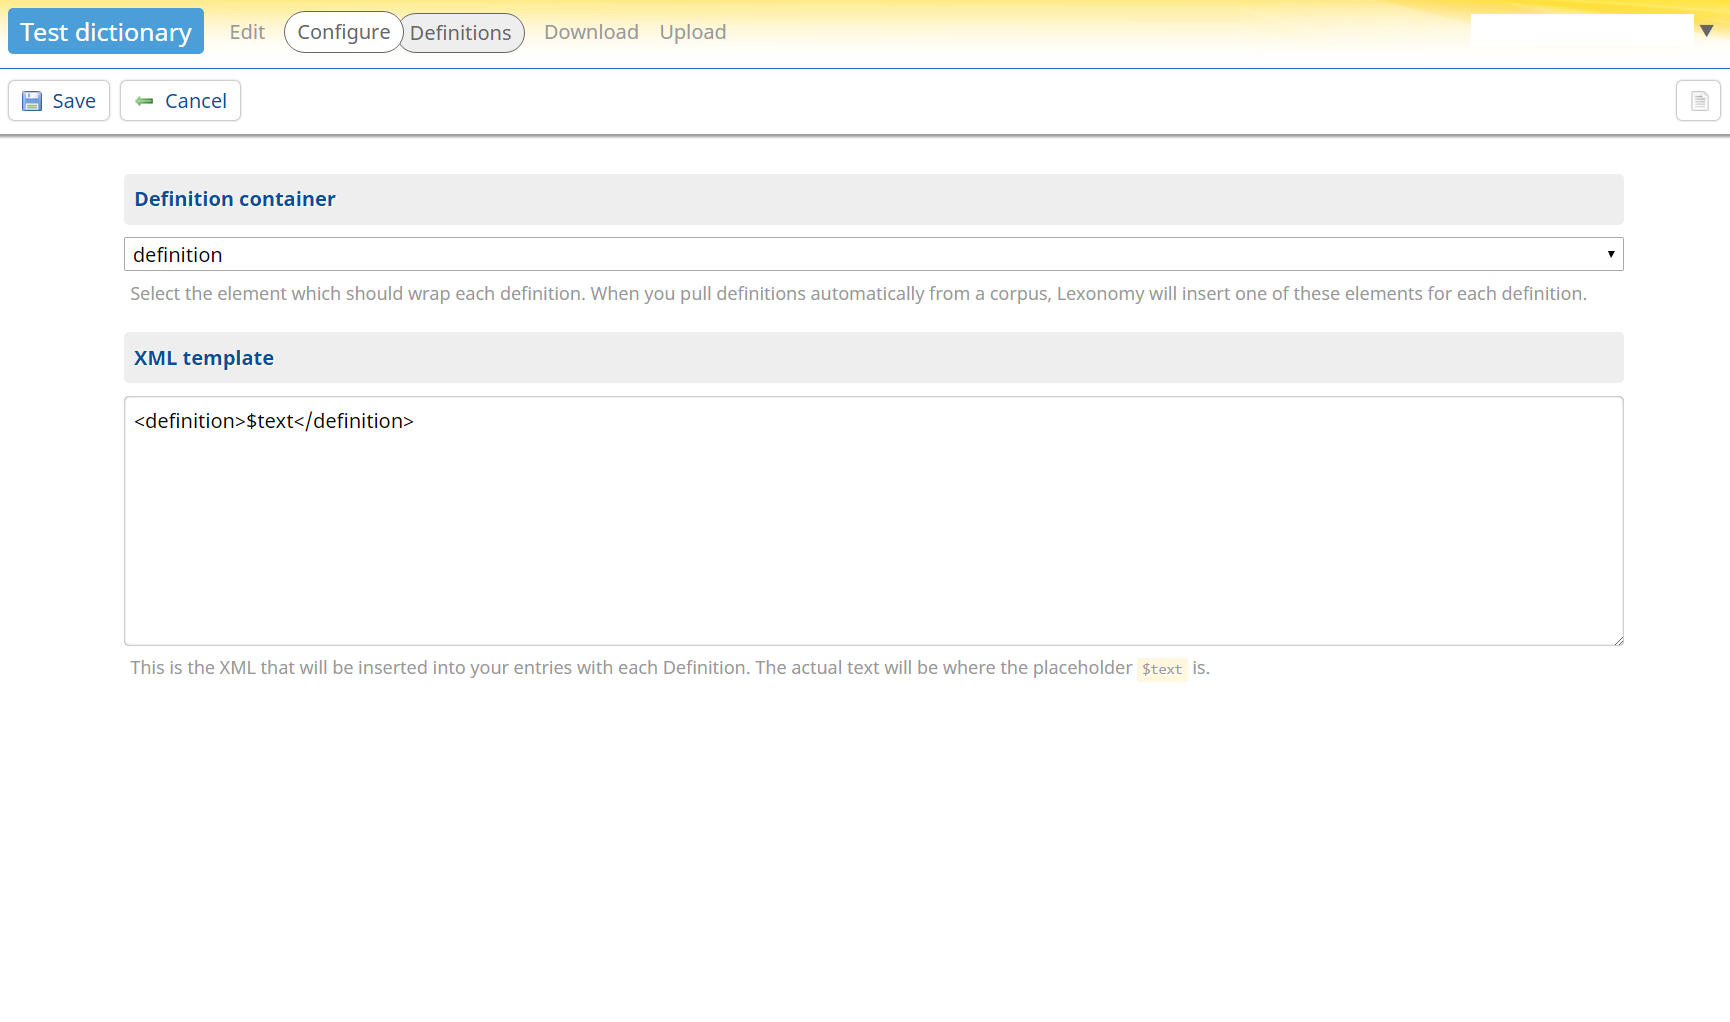 Test dictionary Edit Configure Definitions Download Upload
Save Cancel
Definition container
definition
Select the element which should wrap each definition. When you pull definitions automatically from a corpus, Lexonomy will insert one of these elements for each definition.
XML template
<definition>$text</definition>
This is the XML that will be inserted into your entries with each Definition. The actual text will be where the placeholder $text is.